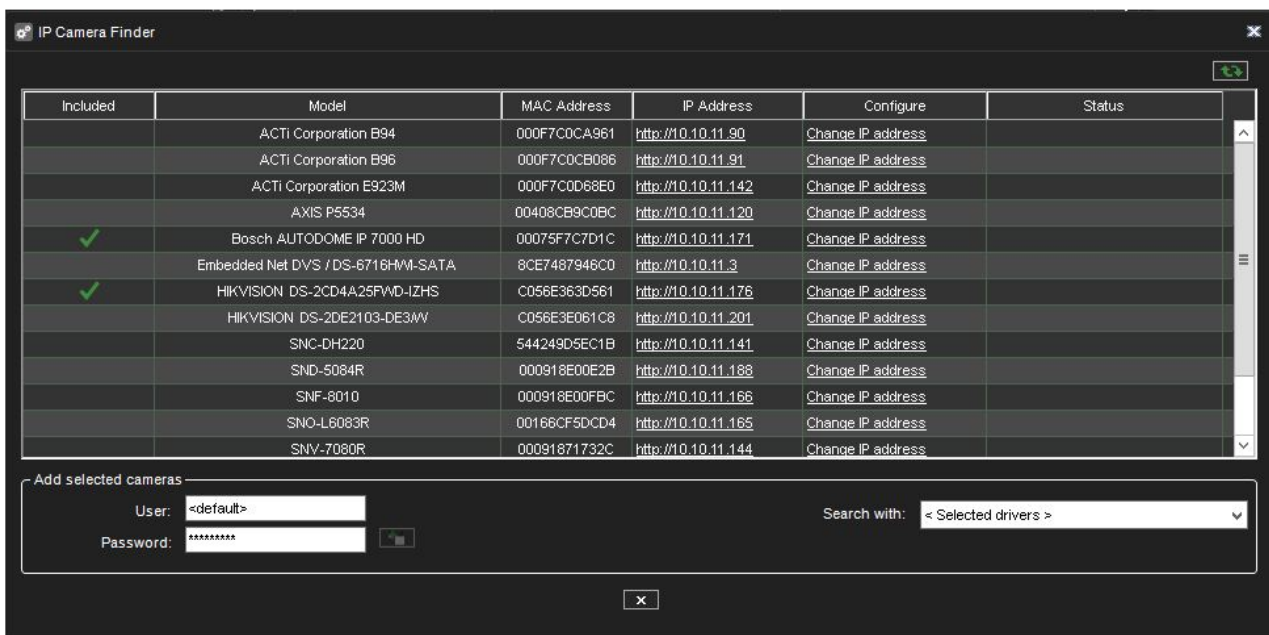 IP Camera Finder
Included Model MAC Address IP Address Configure Status
ACTi Corporation B94 000F7C0CA961 http://10.10.11.90 Change IP address
ACTi Corporation B96 000F7C0CB086 http://10.10.11.91 Change IP address
ACTi Corporation E923M 000F7C0D68E0 http://10.10.11.142 Change IP address
AXIS P5534 00408CB9C0BC http://10.10.11.120 Change IP address
Bosch AUTODOME IP 7000 HD 00075F7C7D1C http://10.10.11.171 Change IP address
Embedded Net DVS / DS-6716HWI-SATA 8CE7487946C0 http://10.10.11.3 Change IP address
HIKVISION DS-2CD4A25FWD-IZHS C056E363D561 http://10.10.11.176 Change IP address
HIKVISION DS-2DE2103-DE3/W C056E3E061C8 http://10.10.11.201 Change IP address
SNC-DH220 544249D5EC1B http://10.10.11.141 Change IP address
SND-5084R 000918E00E2B http://10.10.11.188 Change IP address
SNF-8010 000918E00FBC http://10.10.11.166 Change IP address
SNO-L6083R 00166CF5DCD4 http://10.10.11.165 Change IP address
SNV-7080R 00091871732C http://10.10.11.144 Change IP address
Add selected cameras
User: <default>
Search with: < Selected drivers >
Password: *********